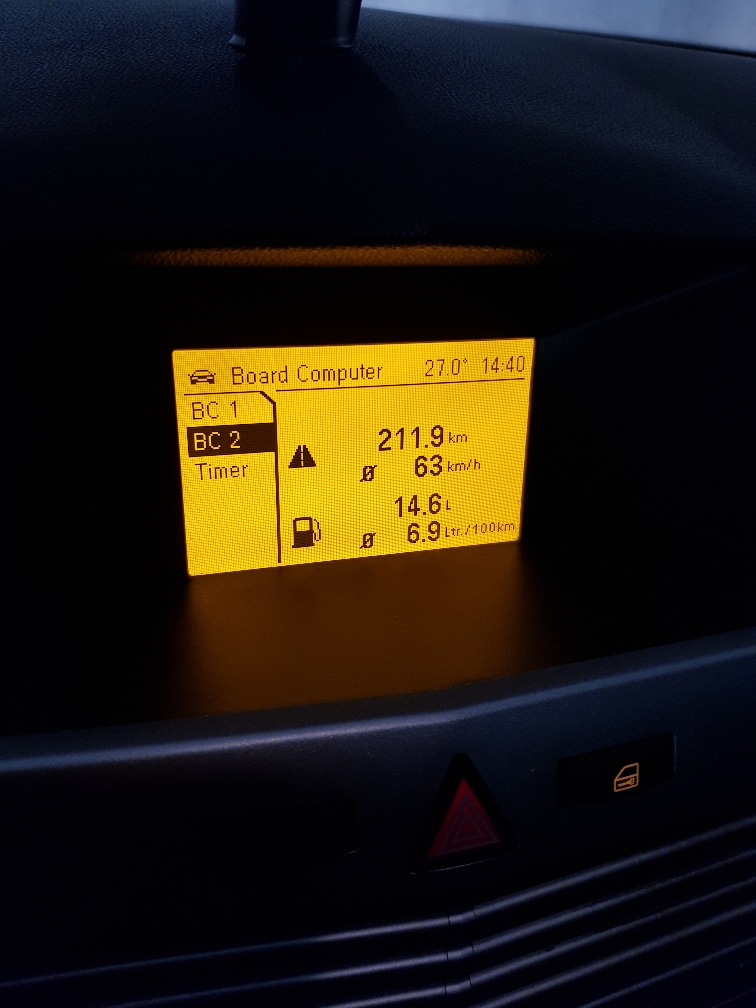 Board Computer 27.0° 14:40
BC 1
BC 2
Timer
211.9 km
Ø 63 km/h
14.6 L
Ø 6.9 Ltr./100km